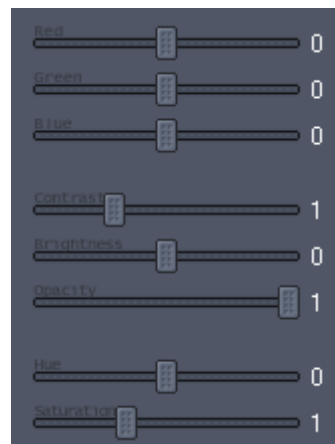 Red
0
Green
0
Blue
0
Contrast
1
Brightness
0
Opacity
1
Hue
0
Saturation
1